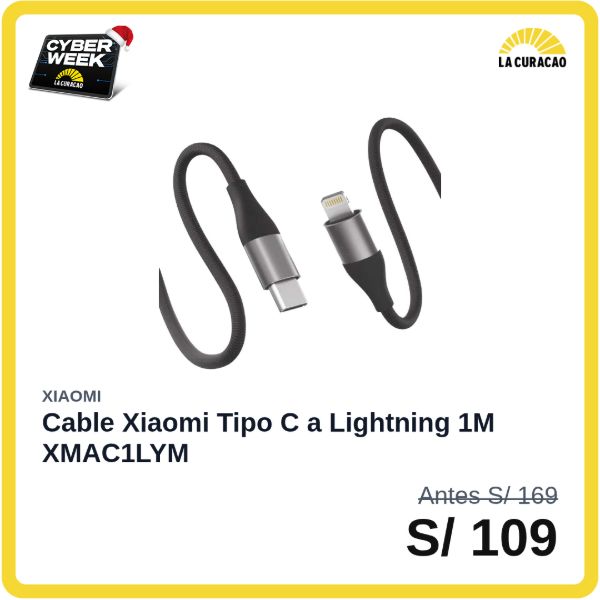 CYBER
WEEK
LA CURACAO
LA CURACAO
XIAOMI
Cable Xiaomi Tipo C a Lightning 1M
XMAC1LYM
Antes S/ 169
S/ 109